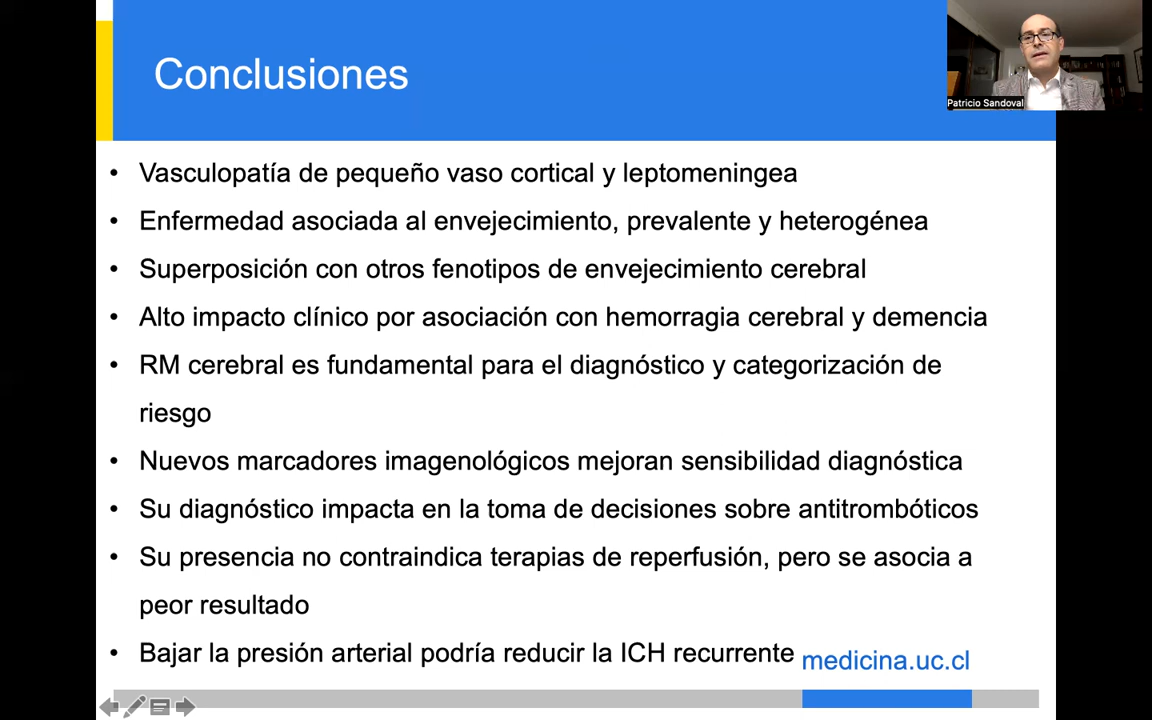 Conclusiones
Patricio Sandoval
• Vasculopatía de pequeño vaso cortical y leptomeningea
• Enfermedad asociada al envejecimiento, prevalente y heterogénea
• Superposición con otros fenotipos de envejecimiento cerebral
• Alto impacto clínico por asociación con hemorragia cerebral y demencia
• RM cerebral es fundamental para el diagnóstico y categorización de
riesgo
• Nuevos marcadores imagenológicos mejoran sensibilidad diagnóstica
• Su diagnóstico impacta en la toma de decisiones sobre antitrombóticos
• Su presencia no contraindica terapias de reperfusión, pero se asocia a
peor resultado
• Bajar la presión arterial podría reducir la ICH recurrente
medicina.uc.cl